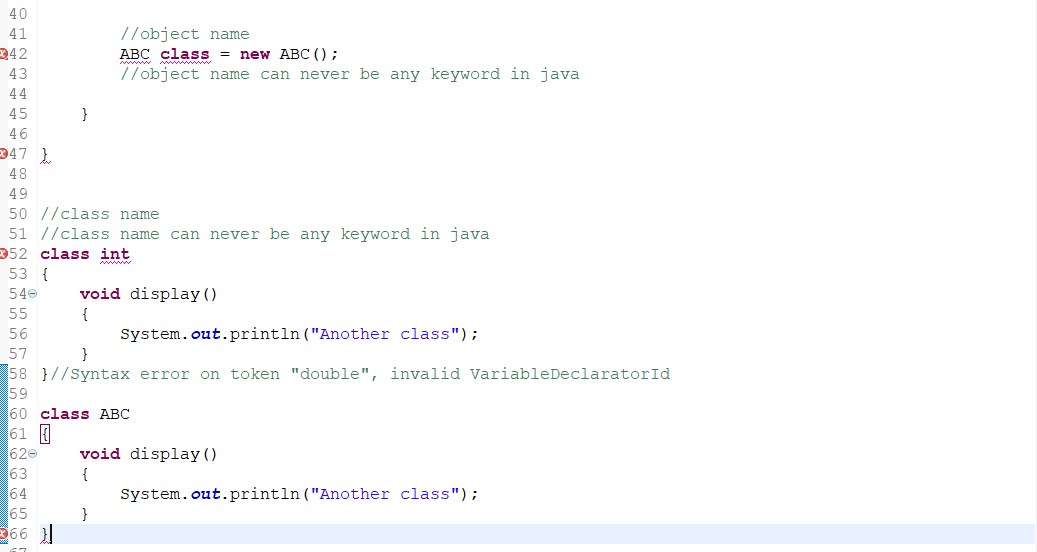 40
41 //object name
42 ABC class = new ABC();
43 //object name can never be any keyword in java
44
45 }
46
47 }
48
49
50 //class name
51 //class name can never be any keyword in java
52 class int
53 {
54 void display()
55 {
56 System.out.println("Another class");
57 }
58 }//Syntax error on token "double", invalid VariableDeclaratorId
59
60 class ABC
61 {
62 void display()
63 {
64 System.out.println("Another class");
65 }
66 }